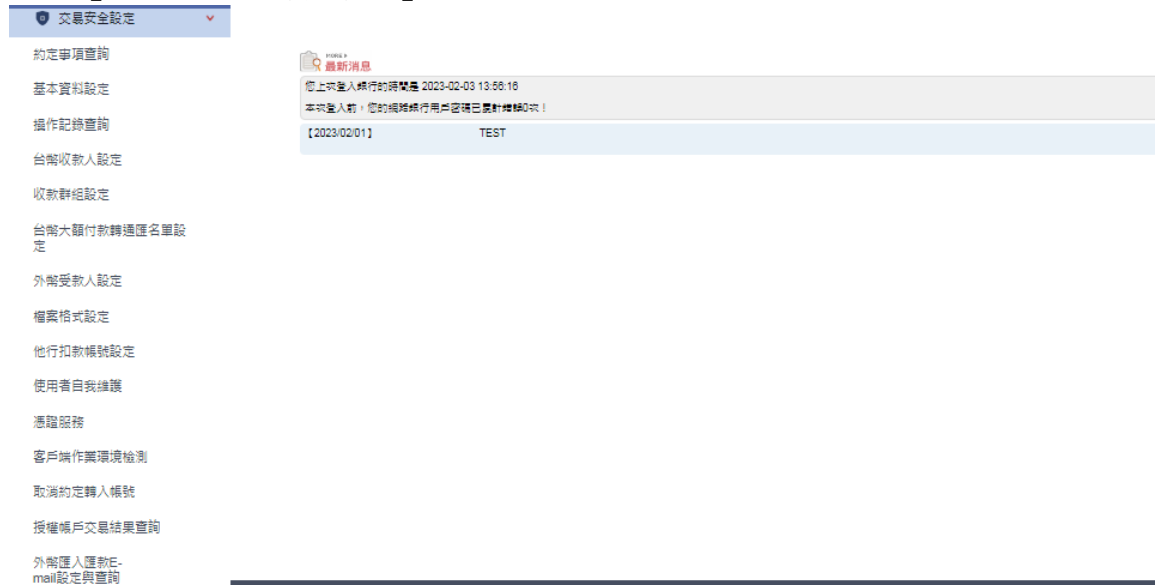 交易安全設定
約定事項查詢
基本資料設定
操作記錄查詢
台幣收款人設定
收款群組設定
台幣大額付款轉通匯名單設
定
外幣受款人設定
檔案格式設定
他行扣款帳號設定
使用者自我維護
憑證服務
客戶端作業環境檢測
取消約定轉入帳號
授權帳戶交易結果查詢
外幣匯入匯款E-
mail設定與查詢
MORE
最新消息
您上次登入銀行的時間是 2023-02-03 13:56:16
本次登入前，您的網路銀行用戶密碼已累計錯誤0次！
【2023/02/01】 TEST